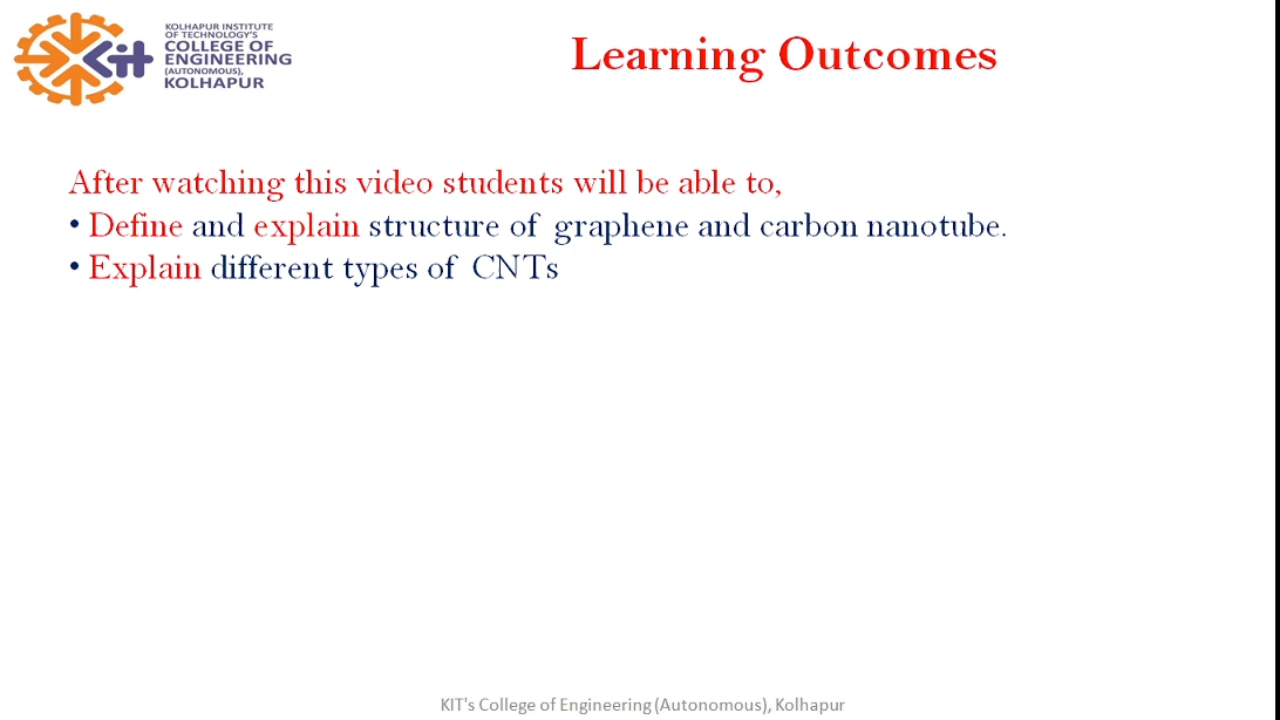 KOLHAPUR INSTITUTE
OF TECHNOLOGY'S
COLLEGE OF
ENGINEERING
(AUTONOMOUS),
KOLHAPUR
Kit
Learning Outcomes
After watching this video students will be able to,
• Define and explain structure of graphene and carbon nanotube.
• Explain different types of CNTs
KIT's College of Engineering (Autonomous), Kolhapur